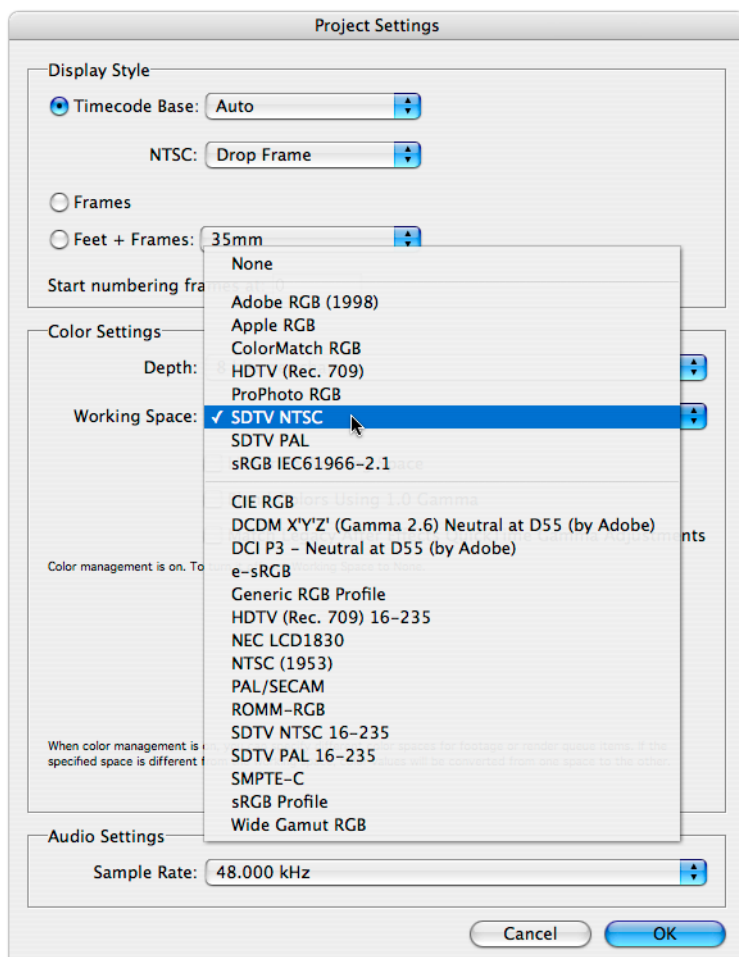 Project Settings
Display Style
Timecode Base: Auto
NTSC: Drop Frame
Frames
Feet + Frames: 35mm
Start numbering frames at 0
None
Adobe RGB (1998)
Apple RGB
ColorMatch RGB
HDTV (Rec. 709)
ProPhoto RGB
✓ SDTV NTSC
SDTV PAL
sRGB IEC61966-2.1
CIE RGB
DCDM X'Y'Z' (Gamma 2.6) Neutral at D55 (by Adobe)
DCI P3 - Neutral at D55 (by Adobe)
e-sRGB
Generic RGB Profile
HDTV (Rec. 709) 16-235
NEC LCD1830
NTSC (1953)
PAL/SECAM
ROMM-RGB
SDTV NTSC 16-235
SDTV PAL 16-235
SMPTE-C
sRGB Profile
Wide Gamut RGB
Color Settings
Depth:
Working Space:
Color management is on. To
When color management is
specified space is different
Audio Settings
Sample Rate: 48.000 kHz
Cancel
OK